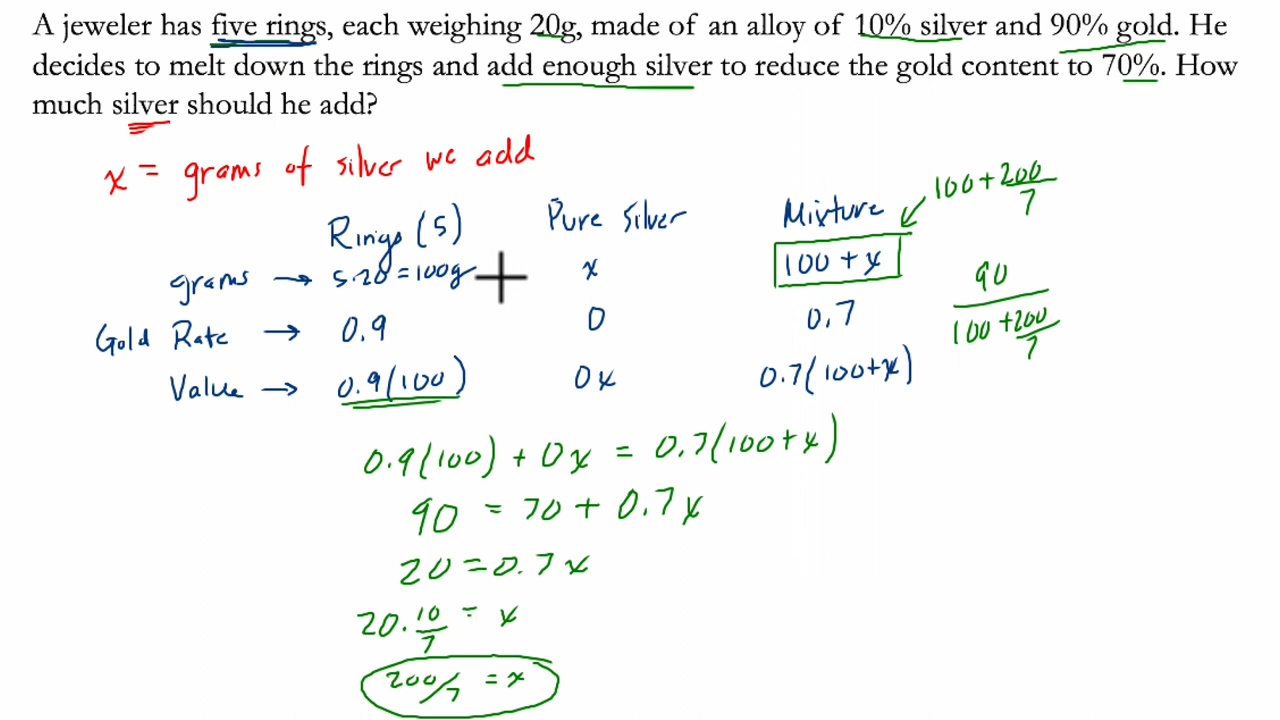 A jeweler has five rings, each weighing 20g, made of an alloy of 10% silver and 90% gold. He
decides to melt down the rings and add enough silver to reduce the gold content to 70%. How
much silver should he add?
x = grams of silver we add
100 + 200/7
Rings (5) Pure Silver Mixture
grams → 5·20 = 100g x 100 + x
90/(100 + 200/7)
Gold Rate → 0.9 0 0.7
Value → 0.9(100) 0x 0.7(100+x)
0.9(100) + 0x = 0.7(100+x)
90 = 70 + 0.7x
20 = 0.7x
20 · 10/7 = x
200/7 = x